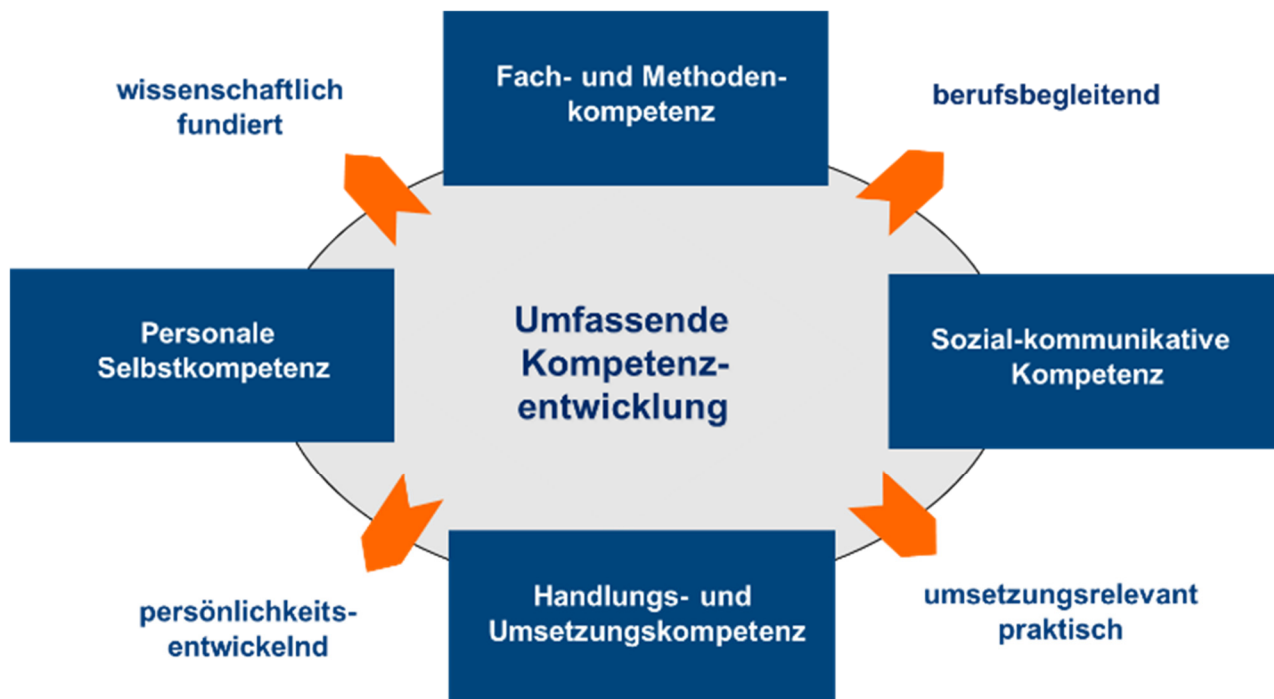 Fach- und Methoden-
kompetenz
wissenschaftlich
fundiert
berufsbegleitend
Personale
Selbstkompetenz
Umfassende
Kompetenz-
entwicklung
Sozial-kommunikative
Kompetenz
persönlichkeits-
entwickelnd
Handlungs- und
Umsetzungskompetenz
umsetzungsrelevant
praktisch